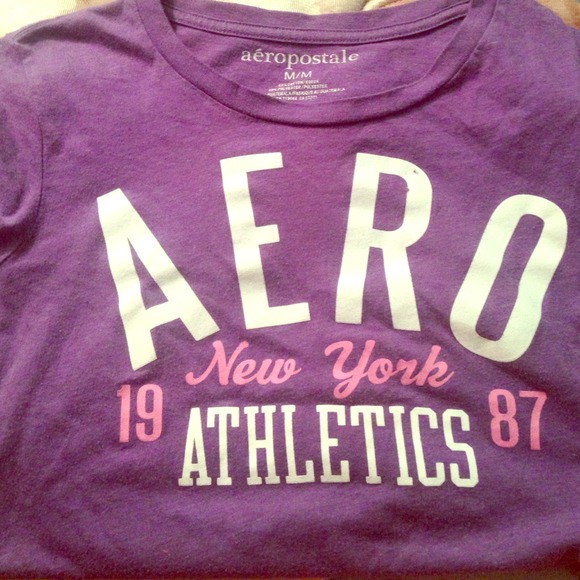 aéropostale
M/M
AERO
New York
19 87
ATHLETICS